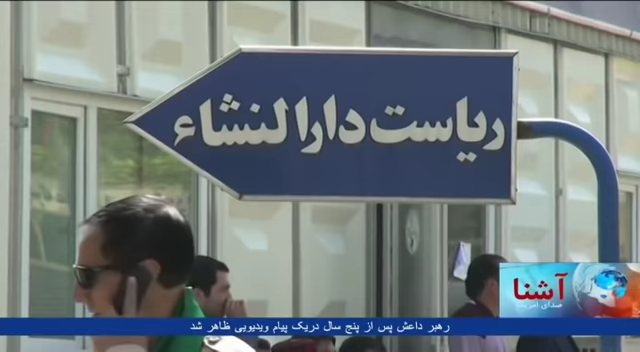 ریاست دارالنشاء
آشنا
صدای امریکا
رهبر داعش پس از پنج سال دریک پیام ویدیویی ظاهر شد